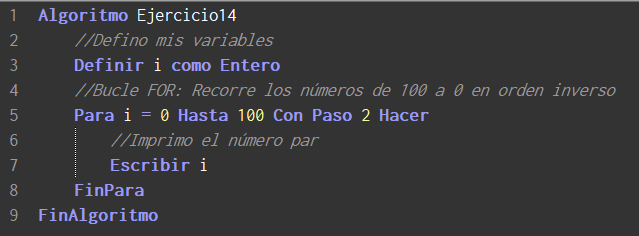 1 Algoritmo Ejercicio14
2 //Defino mis variables
3 Definir i como Entero
4 //Bucle FOR: Recorre los números de 100 a 0 en orden inverso
5 Para i = 0 Hasta 100 Con Paso 2 Hacer
6 //Imprimo el número par
7 Escribir i
8 FinPara
9 FinAlgoritmo